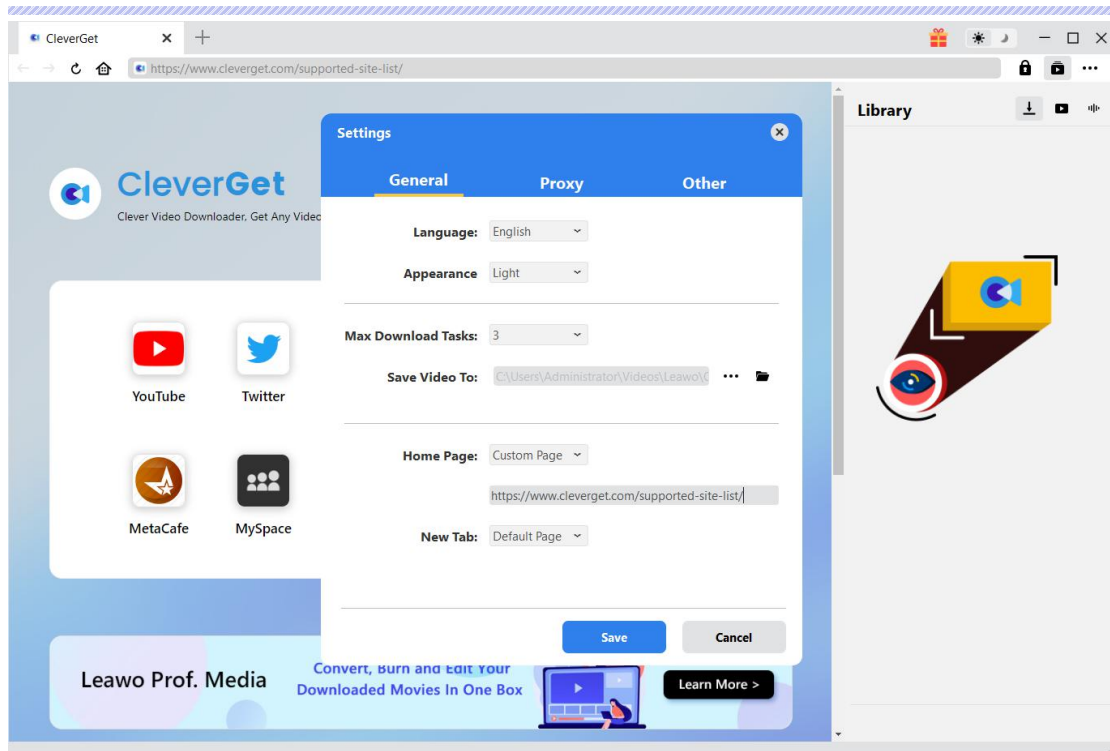 CleverGet
https://www.cleverget.com/supported-site-list/
Library
CleverGet
Clever Video Downloader. Get Any Video
YouTube
Twitter
MetaCafe
MySpace
Settings
General Proxy Other
Language: English
Appearance Light
Max Download Tasks: 3
Save Video To: C:\Users\Administrator\Videos\Leawo\C
Home Page: Custom Page
https://www.cleverget.com/supported-site-list/
New Tab: Default Page
Save Cancel
Leawo Prof. Media
Convert, Burn and Edit Your
Downloaded Movies In One Box
Learn More >